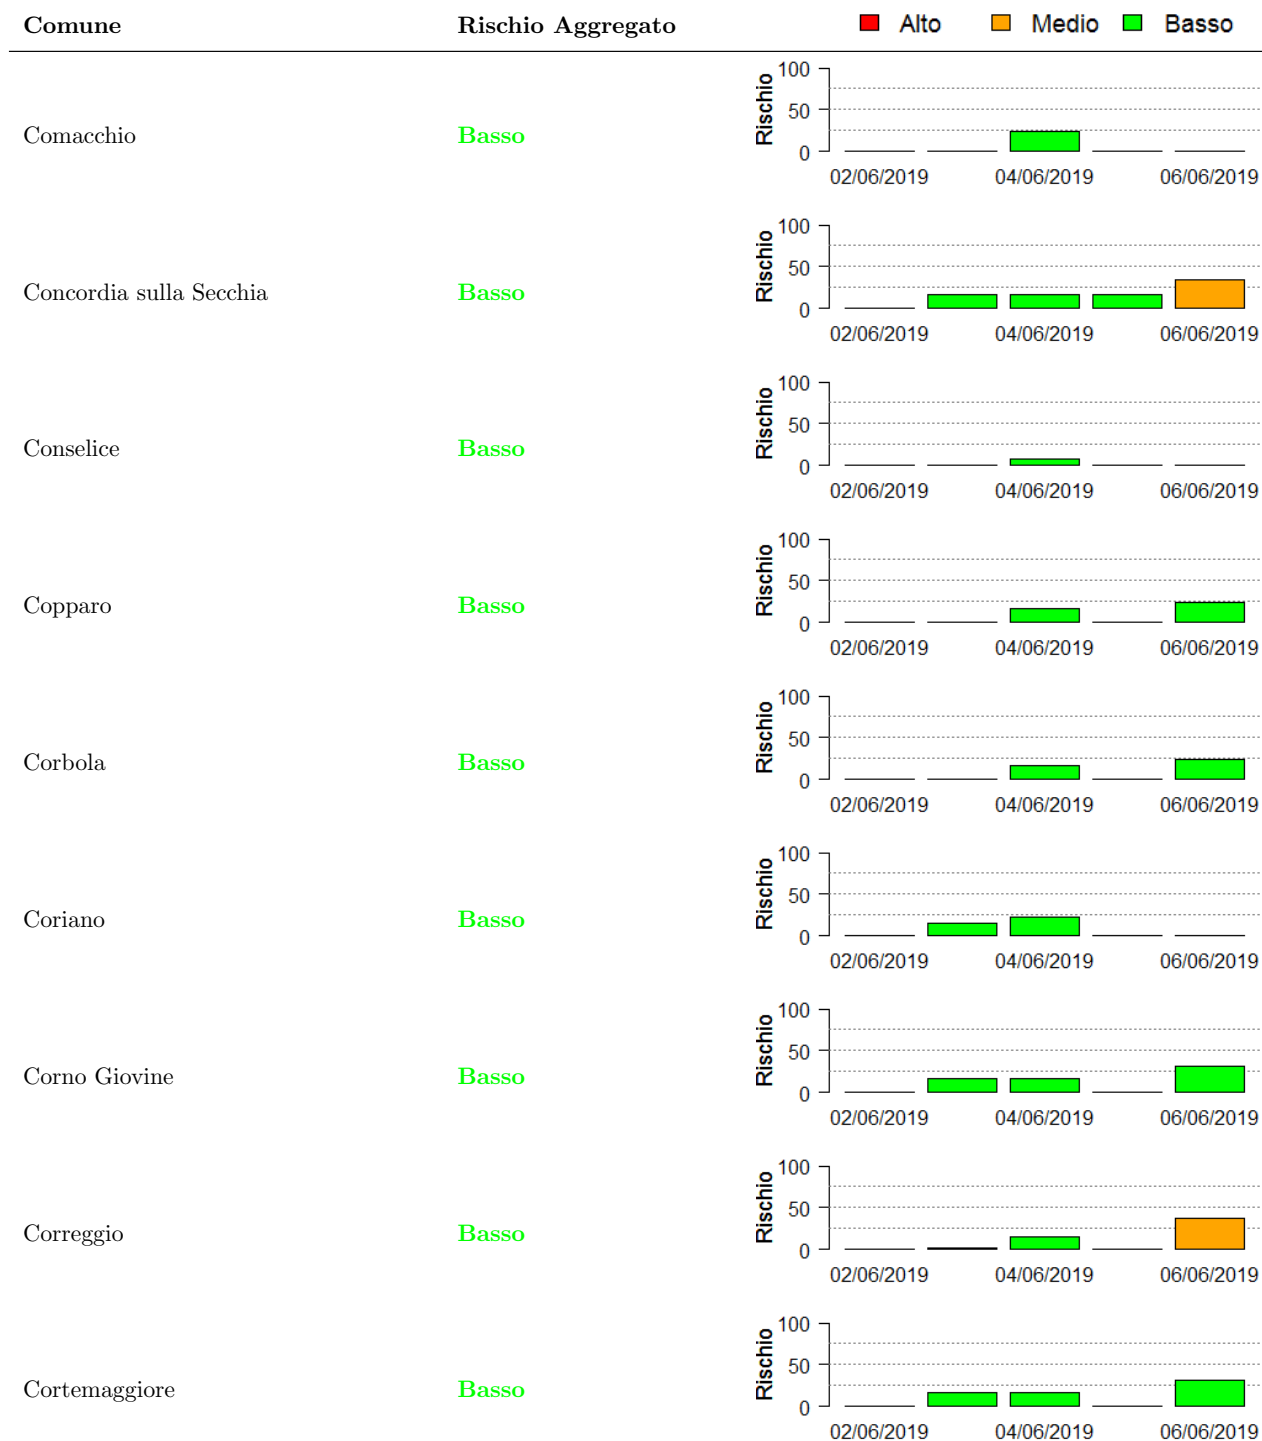 Comune Rischio Aggregato Alto Medio Basso
Comacchio Basso
Rischio
100
50
0
02/06/2019 04/06/2019 06/06/2019
Concordia sulla Secchia Basso
Rischio
100
50
0
02/06/2019 04/06/2019 06/06/2019
Conselice Basso
Rischio
100
50
0
02/06/2019 04/06/2019 06/06/2019
Copparo Basso
Rischio
100
50
0
02/06/2019 04/06/2019 06/06/2019
Corbola Basso
Rischio
100
50
0
02/06/2019 04/06/2019 06/06/2019
Coriano Basso
Rischio
100
50
0
02/06/2019 04/06/2019 06/06/2019
Corno Giovine Basso
Rischio
100
50
0
02/06/2019 04/06/2019 06/06/2019
Correggio Basso
Rischio
100
50
0
02/06/2019 04/06/2019 06/06/2019
Cortemaggiore Basso
Rischio
100
50
0
02/06/2019 04/06/2019 06/06/2019